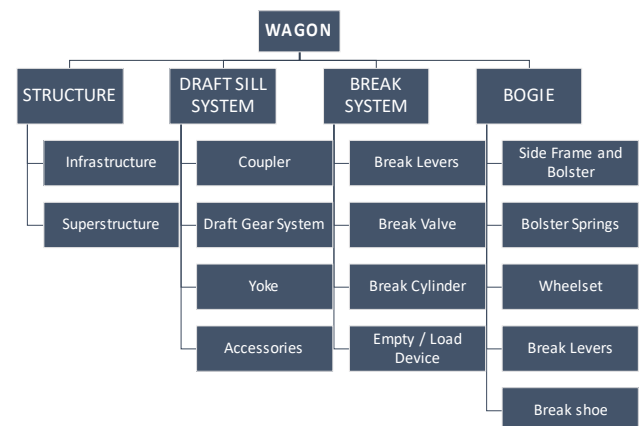 WAGON
STRUCTURE
Infrastructure
Superstructure
DRAFT SILL
SYSTEM
Coupler
Draft Gear System
Yoke
Accessories
BREAK
SYSTEM
Break Levers
Break Valve
Break Cylinder
Empty / Load
Device
BOGIE
Side Frame and
Bolster
Bolster Springs
Wheelset
Break Levers
Break shoe